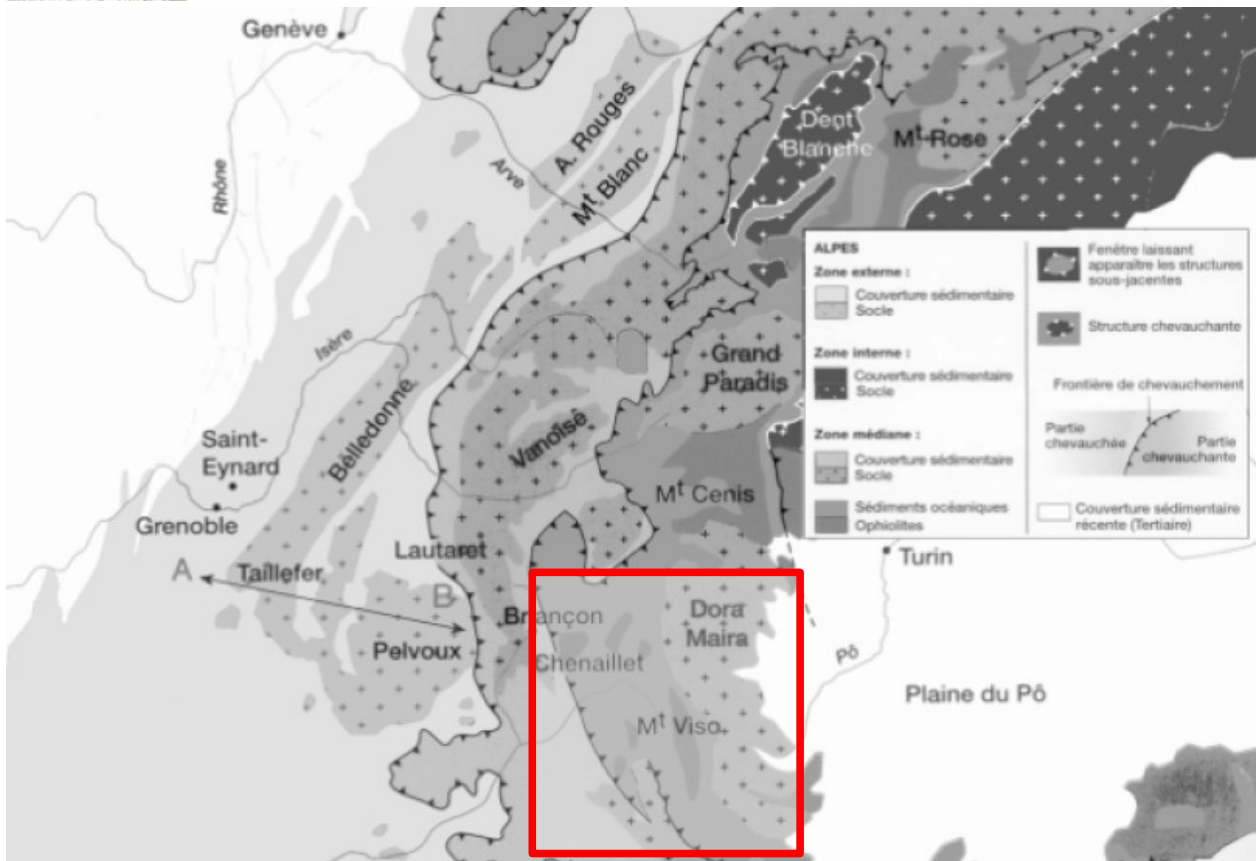 Genève
Rhône
Arve
A. Rouges
Mt Blanc
Dent
Blanche
Mt Rose
Isère
Saint-
Eynard
Grenoble
Belledonne
Vanoise
Grand
Paradis
Mt Cenis
Lautaret
A
Taillefer
B
Pelvoux
Briançon
Chenaillet
Dora
Maira
Mt Viso
Turin
Pô
Plaine du Pô
ALPES
Zone externe :
Couverture sédimentaire
Socle
Zone interne :
Couverture sédimentaire
Socle
Zone médiane :
Couverture sédimentaire
Socle
Sédiments océaniques
Ophiolites
Fenêtre laissant
apparaître les structures
sous-jacentes
Structure chevauchante
Frontière de chevauchement
Partie
chevauchée
Partie
chevauchante
Couverture sédimentaire
récente (Tertiaire)